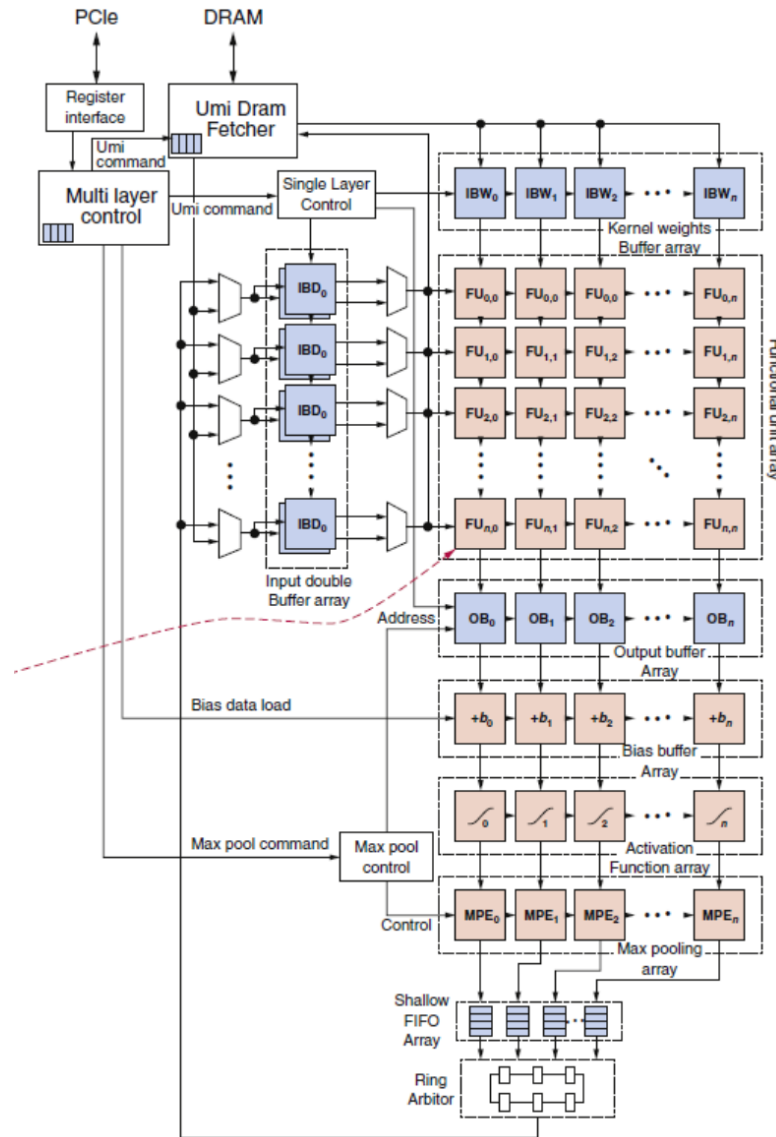 PCIe
DRAM
Register
interface
Umi Dram
Fetcher
Umi
command
Multi layer
control
Umi command
Single Layer
Control
IBW0
IBW1
IBW2
• • •
IBWn
Kernel weights
Buffer array
IBD0
FU0,0
FU0,0
FU0,0
• • •
FU0,n
IBD0
FU1,0
FU1,1
FU1,2
• • •
FU1,n
IBD0
FU2,0
FU2,1
FU2,2
• • •
FU2,n
IBD0
FUn,0
FUn,1
FUn,2
• • •
FUn,n
Functional unit array
Input double
Buffer array
Address
OB0
OB1
OB2
• • •
OBn
Output buffer
Array
Bias data load
+b0
+b1
+b2
• • •
+bn
Bias buffer
Array
0
1
2
• • •
n
Activation
Function array
Max pool command
Max pool
control
Control
MPE0
MPE1
MPE2
• • •
MPEn
Max pooling
array
Shallow
FIFO
Array
Ring
Arbitor